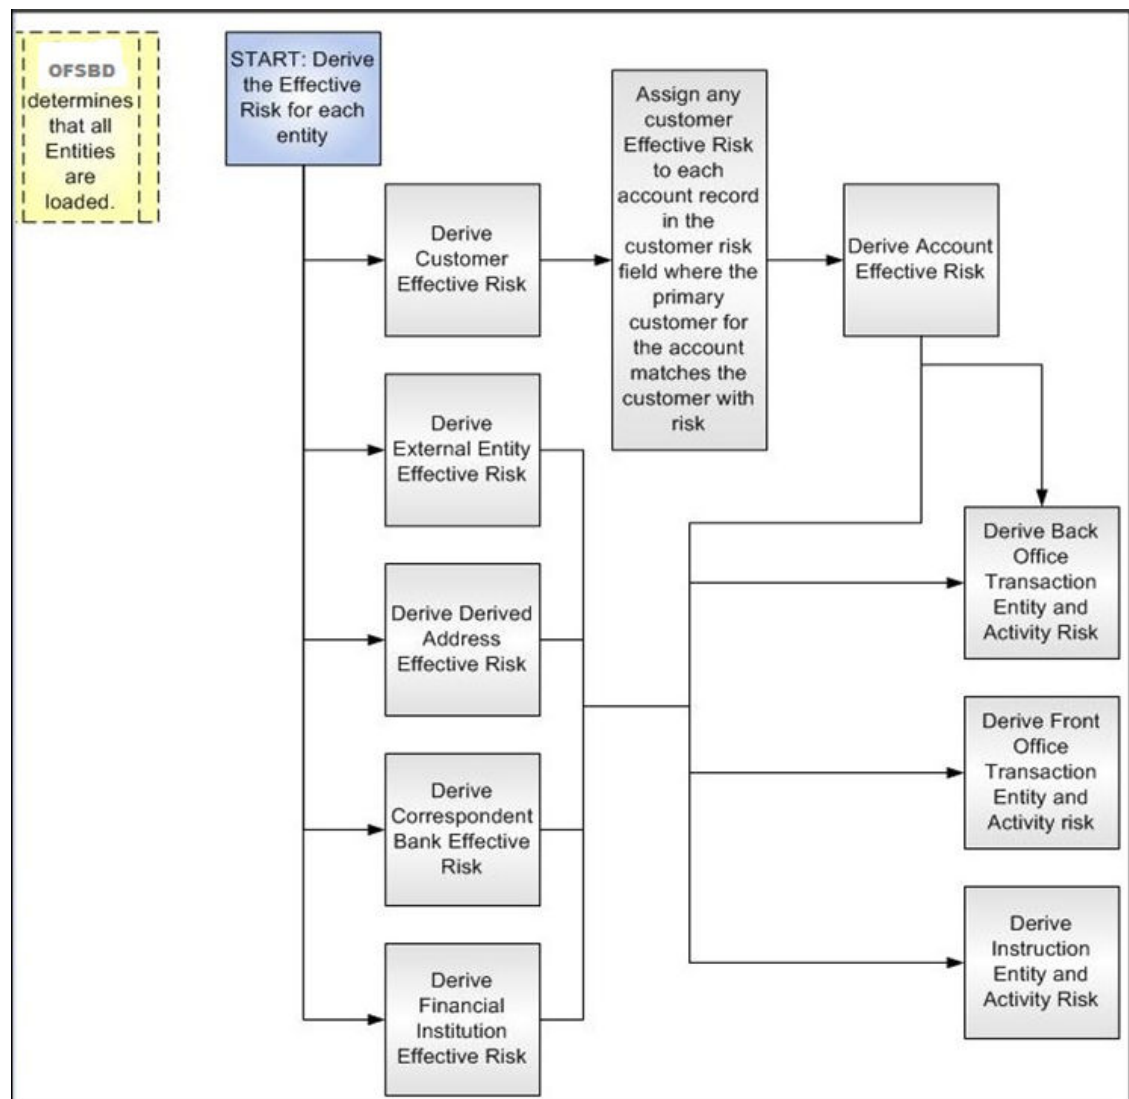 OFSBD
determines
that all
Entities
are
loaded.
START: Derive
the Effective
Risk for each
entity
Derive
Customer
Effective Risk
Assign any
customer
Effective Risk
to each
account record
in the
customer risk
field where the
primary
customer for
the account
matches the
customer with
risk
Derive Account
Effective Risk
Derive
External Entity
Effective Risk
Derive Derived
Address
Effective Risk
Derive
Correspondent
Bank Effective
Risk
Derive
Financial
Institution
Effective Risk
Derive Back
Office
Transaction
Entity and
Activity Risk
Derive Front
Office
Transaction
Entity and
Activity risk
Derive
Instruction
Entity and
Activity Risk